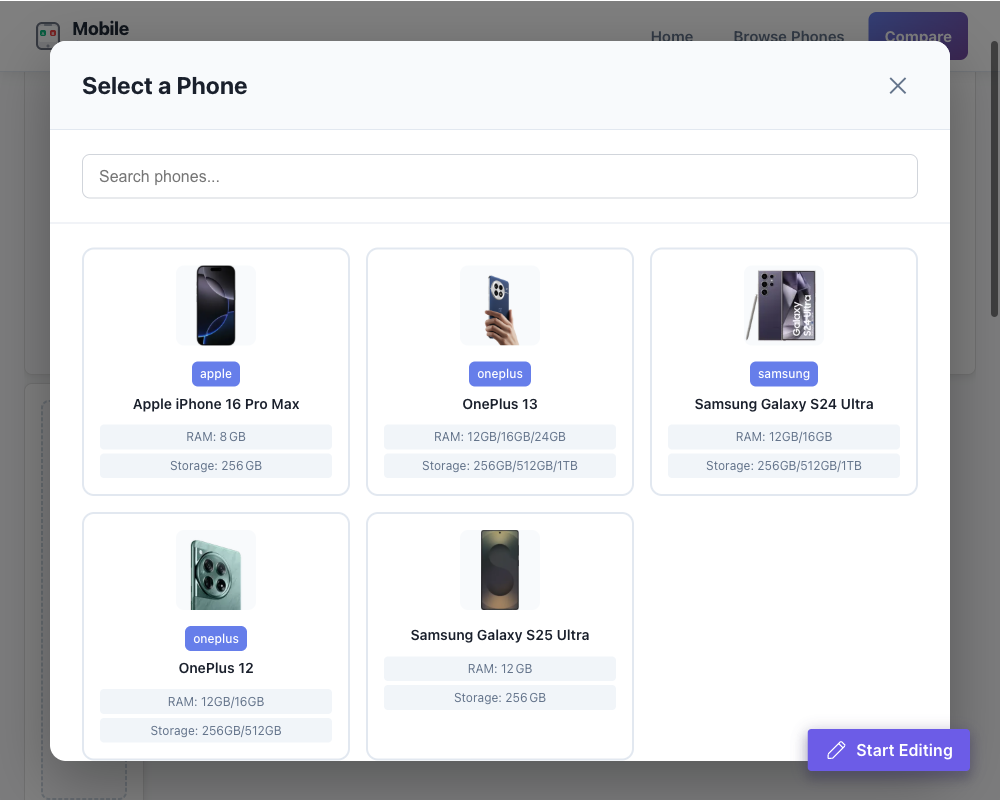 Mobile
Home
Browse Phones
Compare
Select a Phone
Search phones...
apple
Apple iPhone 16 Pro Max
RAM: 8 GB
Storage: 256 GB
oneplus
OnePlus 13
RAM: 12GB/16GB/24GB
Storage: 256GB/512GB/1TB
Galaxy
S24 Ultra
samsung
Samsung Galaxy S24 Ultra
RAM: 12GB/16GB
Storage: 256GB/512GB/1TB
oneplus
OnePlus 12
RAM: 12GB/16GB
Storage: 256GB/512GB
Samsung Galaxy S25 Ultra
RAM: 12 GB
Storage: 256 GB
Start Editing